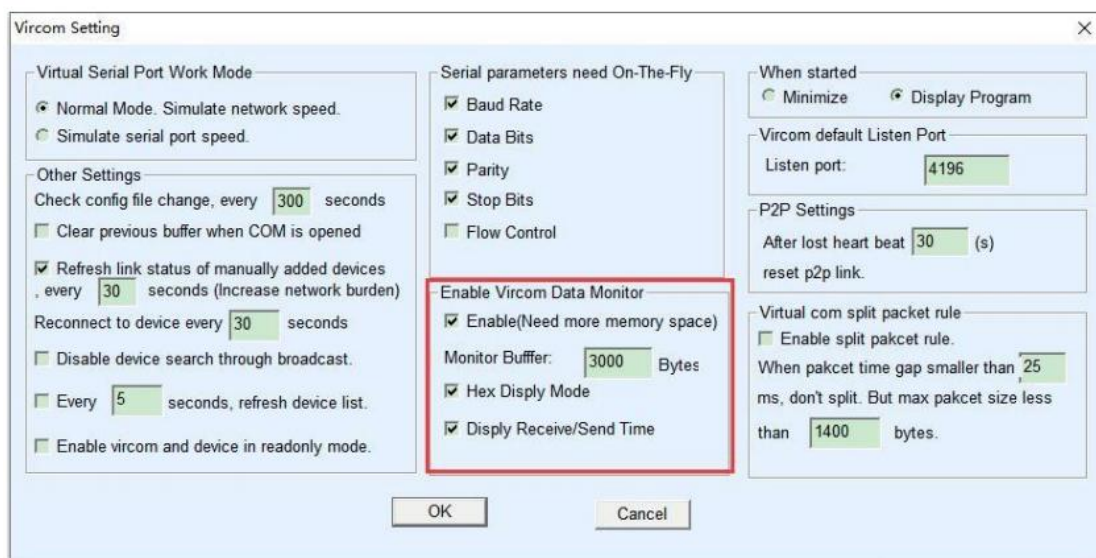 Vircom Setting
Virtual Serial Port Work Mode
Normal Mode. Simulate network speed.
Simulate serial port speed.
Other Settings
Check config file change, every 300 seconds
Clear previous buffer when COM is opened
Refresh link status of manually added devices
, every 30 seconds (Increase network burden)
Reconnect to device every 30 seconds
Disable device search through broadcast.
Every 5 seconds, refresh device list.
Enable vircom and device in readonly mode.
Serial parameters need On-The-Fly
Baud Rate
Data Bits
Parity
Stop Bits
Flow Control
Enable Vircom Data Monitor
Enable(Need more memory space)
Monitor Bufffer: 3000 Bytes
Hex Disply Mode
Disply Receive/Send Time
When started
Minimize Display Program
Vircom default Listen Port
Listen port: 4196
P2P Settings
After lost heart beat 30 (s)
reset p2p link.
Virtual com split packet rule
Enable split pakcet rule.
When pakcet time gap smaller than 25
ms, don't split. But max pakcet size less
than 1400 bytes.
OK Cancel